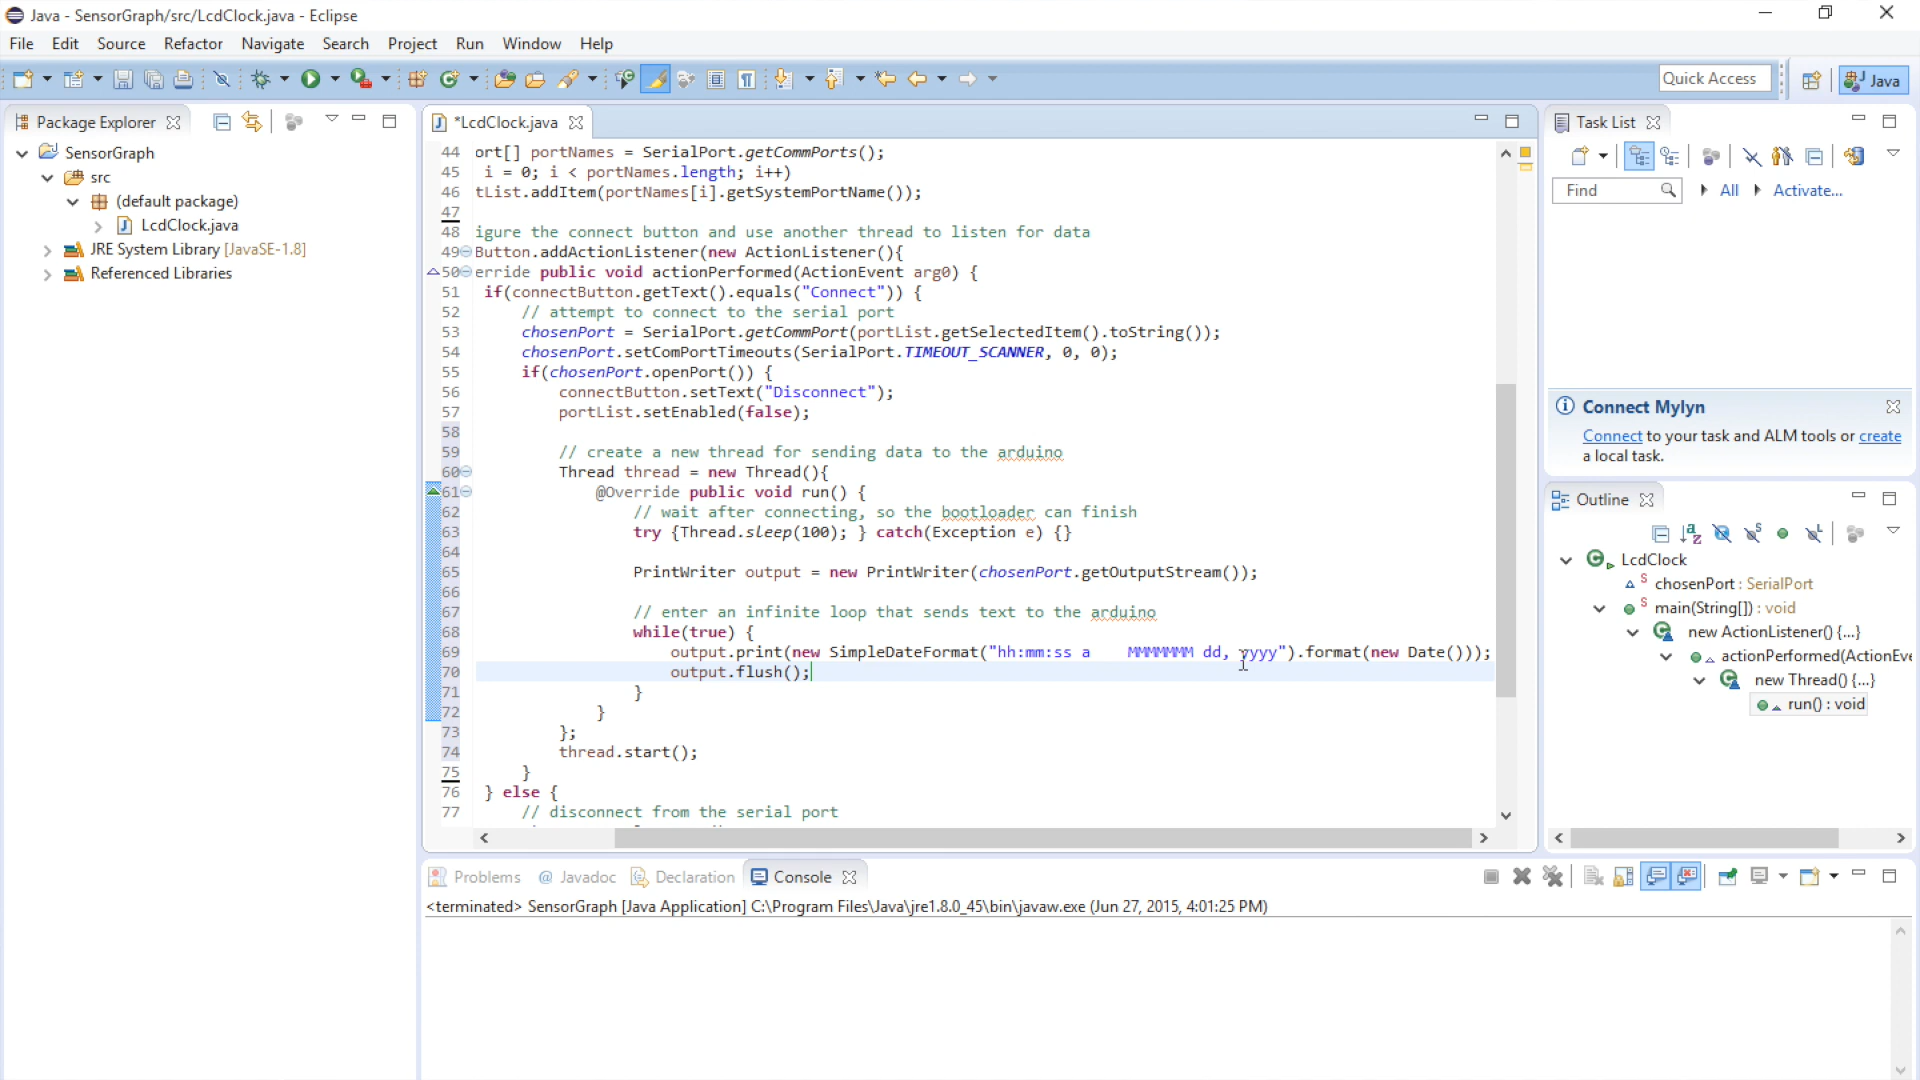 Java - SensorGraph/src/LcdClock.java - Eclipse
File Edit Source Refactor Navigate Search Project Run Window Help
Quick Access
Java
Package Explorer
SensorGraph
src
(default package)
LcdClock.java
JRE System Library [JavaSE-1.8]
Referenced Libraries
*LcdClock.java
44 ort[] portNames = SerialPort.getCommPorts();
45 i = 0; i < portNames.length; i++)
46 tList.addItem(portNames[i].getSystemPortName());
47
48 igure the connect button and use another thread to listen for data
49 Button.addActionListener(new ActionListener(){
50 erride public void actionPerformed(ActionEvent arg0) {
51 if(connectButton.getText().equals("Connect")) {
52 // attempt to connect to the serial port
53 chosenPort = SerialPort.getCommPort(portList.getSelectedItem().toString());
54 chosenPort.setComPortTimeouts(SerialPort.TIMEOUT_SCANNER, 0, 0);
55 if(chosenPort.openPort()) {
56 connectButton.setText("Disconnect");
57 portList.setEnabled(false);
58
59 // create a new thread for sending data to the arduino
60 Thread thread = new Thread(){
61 @Override public void run() {
62 // wait after connecting, so the bootloader can finish
63 try {Thread.sleep(100); } catch(Exception e) {}
64
65 PrintWriter output = new PrintWriter(chosenPort.getOutputStream());
66
67 // enter an infinite loop that sends text to the arduino
68 while(true) {
69 output.print(new SimpleDateFormat("hh:mm:ss a    MMMMMMM dd, yyyy").format(new Date()));
70 output.flush();
71 }
72 }
73 };
74 thread.start();
75 }
76 } else {
77 // disconnect from the serial port
Task List
Find
All
Activate...
Connect Mylyn
Connect to your task and ALM tools or create
a local task.
Outline
LcdClock
chosenPort : SerialPort
main(String[]) : void
new ActionListener() {...}
actionPerformed(ActionEve
new Thread() {...}
run() : void
Problems @ Javadoc Declaration Console
<terminated> SensorGraph [Java Application] C:\Program Files\Java\jre1.8.0_45\bin\javaw.exe (Jun 27, 2015, 4:01:25 PM)